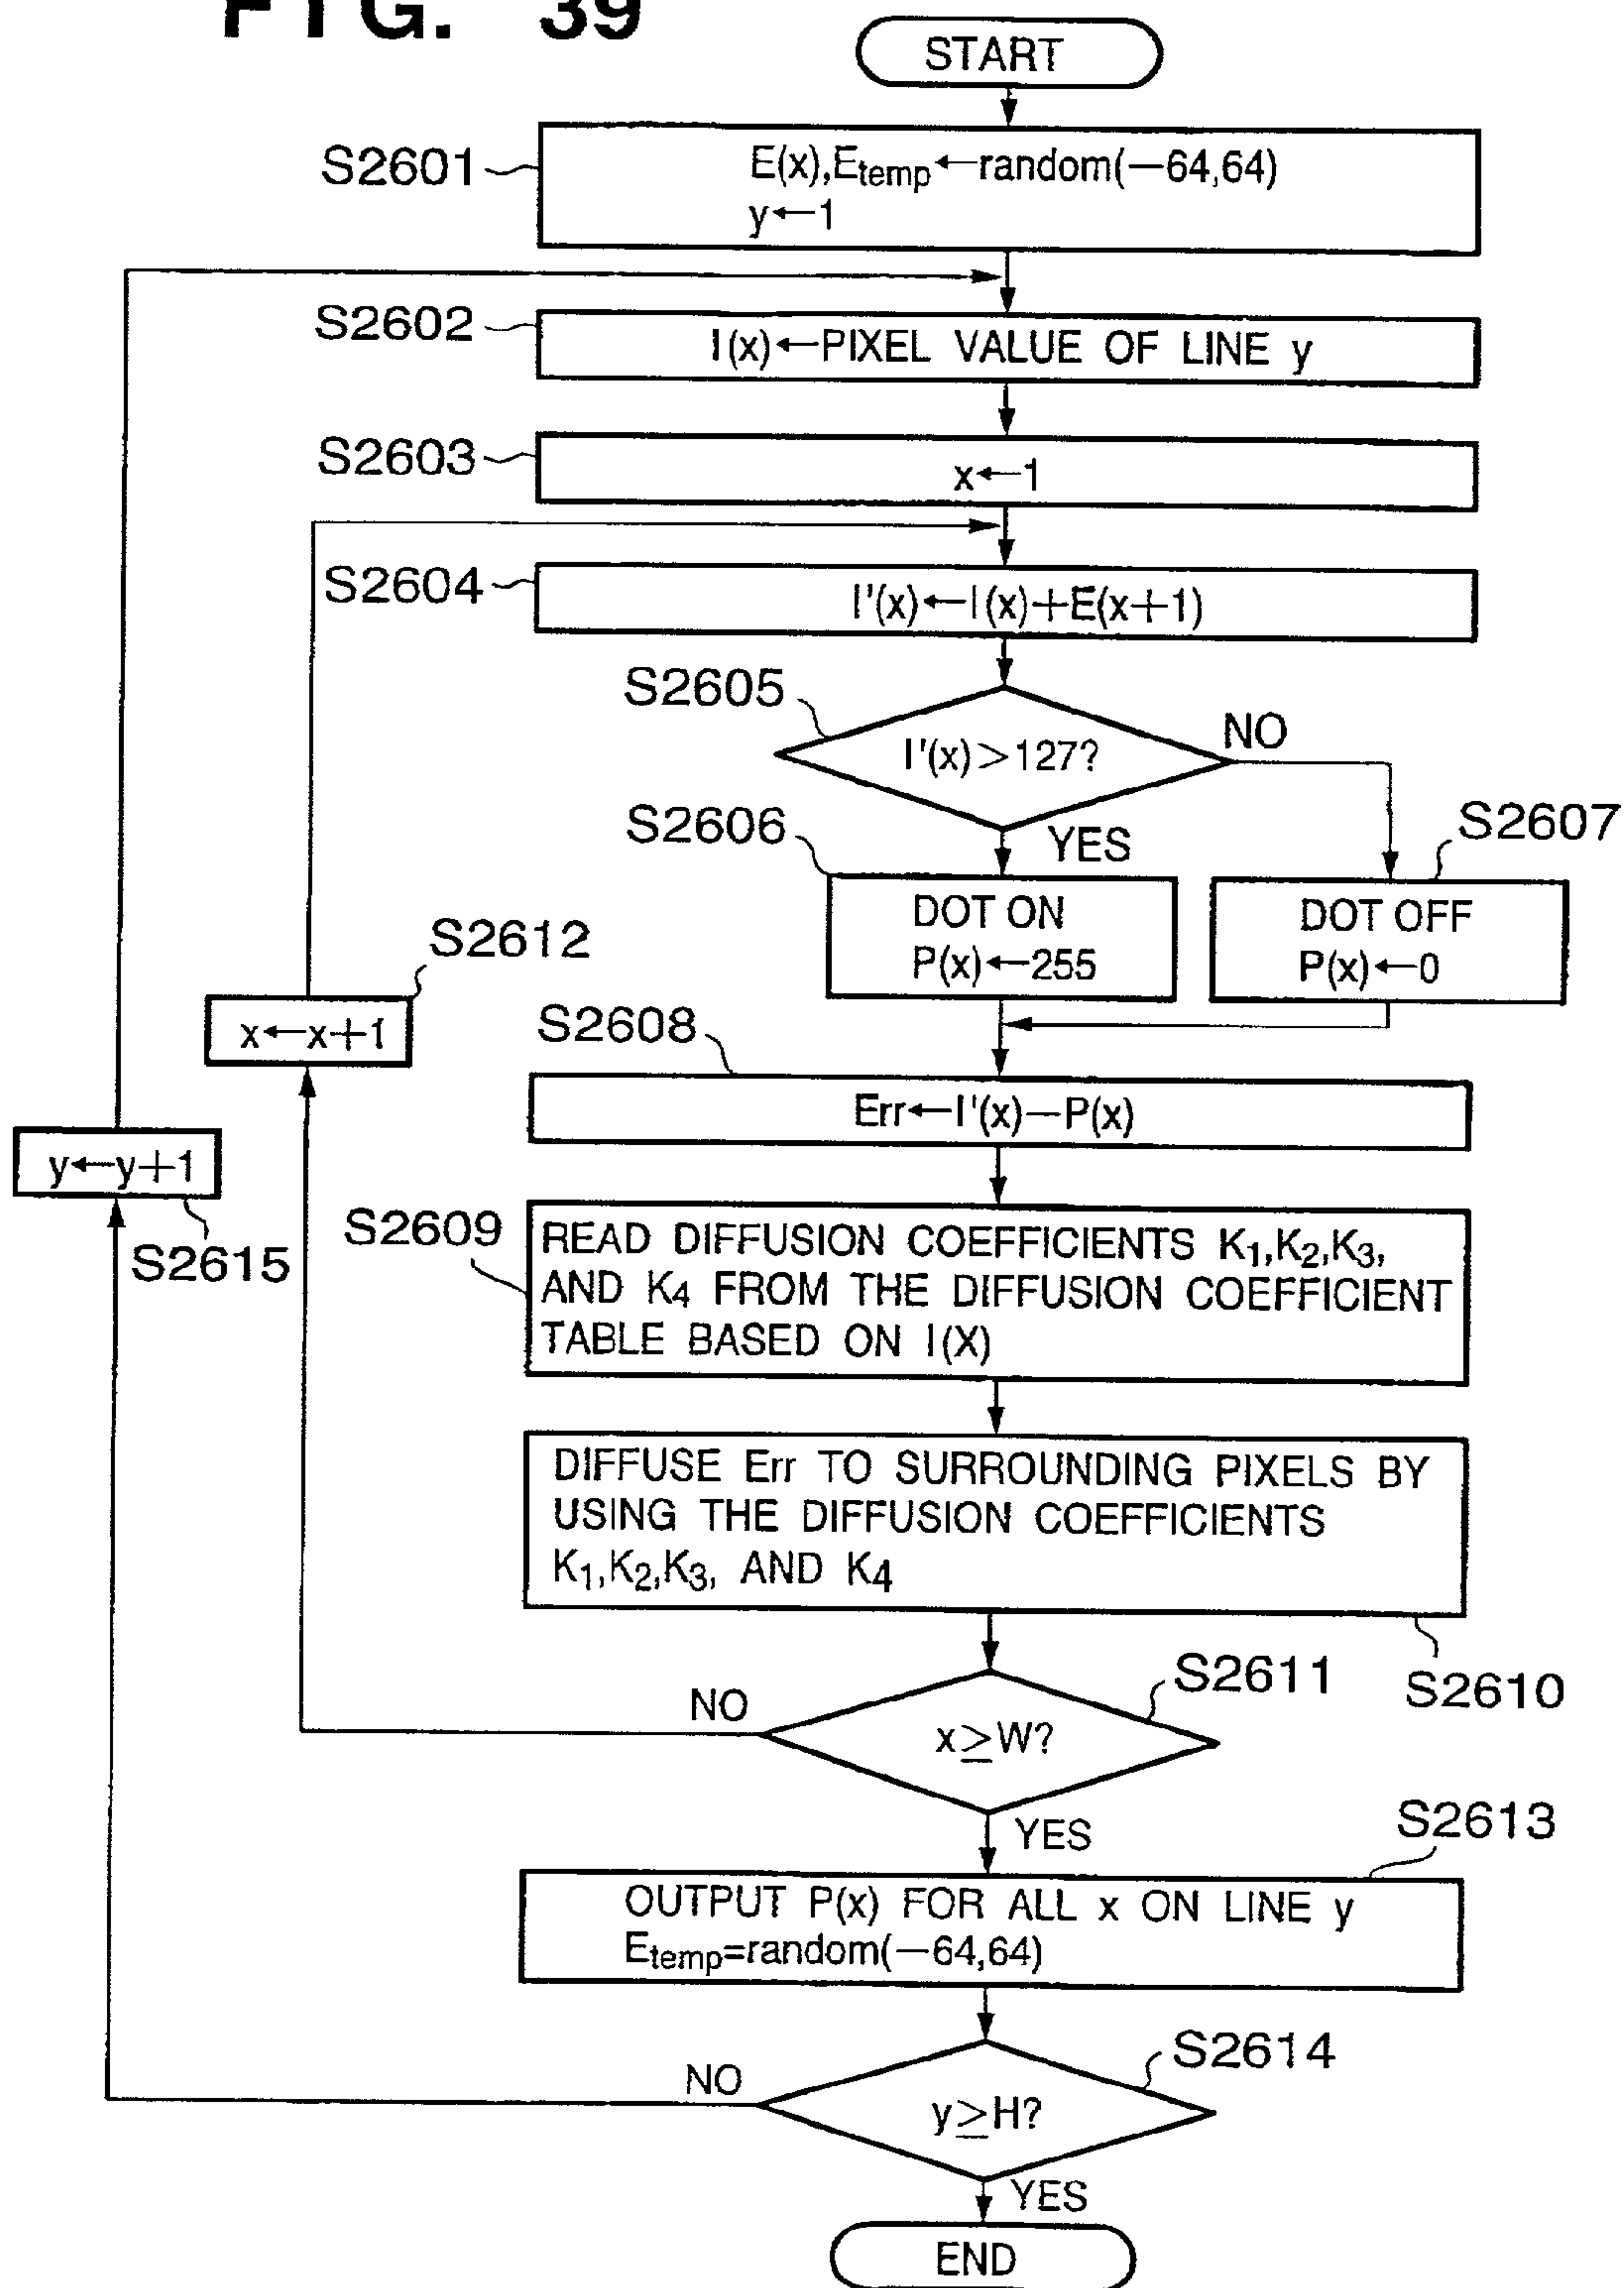 FIG. 39
START
S2601
E(x),Etemp←random(−64,64)
y←1
S2602
I(x)←PIXEL VALUE OF LINE y
S2603
x←1
S2604
I'(x)←I(x)+E(x+1)
S2605
I'(x)>127?
NO
S2606
YES
S2607
DOT ON
P(x)←255
DOT OFF
P(x)←0
S2612
x←x+1
S2608
Err←I'(x)−P(x)
y←y+1
S2615
S2609
READ DIFFUSION COEFFICIENTS K1,K2,K3,
AND K4 FROM THE DIFFUSION COEFFICIENT
TABLE BASED ON I(X)
DIFFUSE Err TO SURROUNDING PIXELS BY
USING THE DIFFUSION COEFFICIENTS
K1,K2,K3, AND K4
S2610
S2611
NO
x≥W?
YES
S2613
OUTPUT P(x) FOR ALL x ON LINE y
Etemp=random(−64,64)
S2614
NO
y≥H?
YES
END